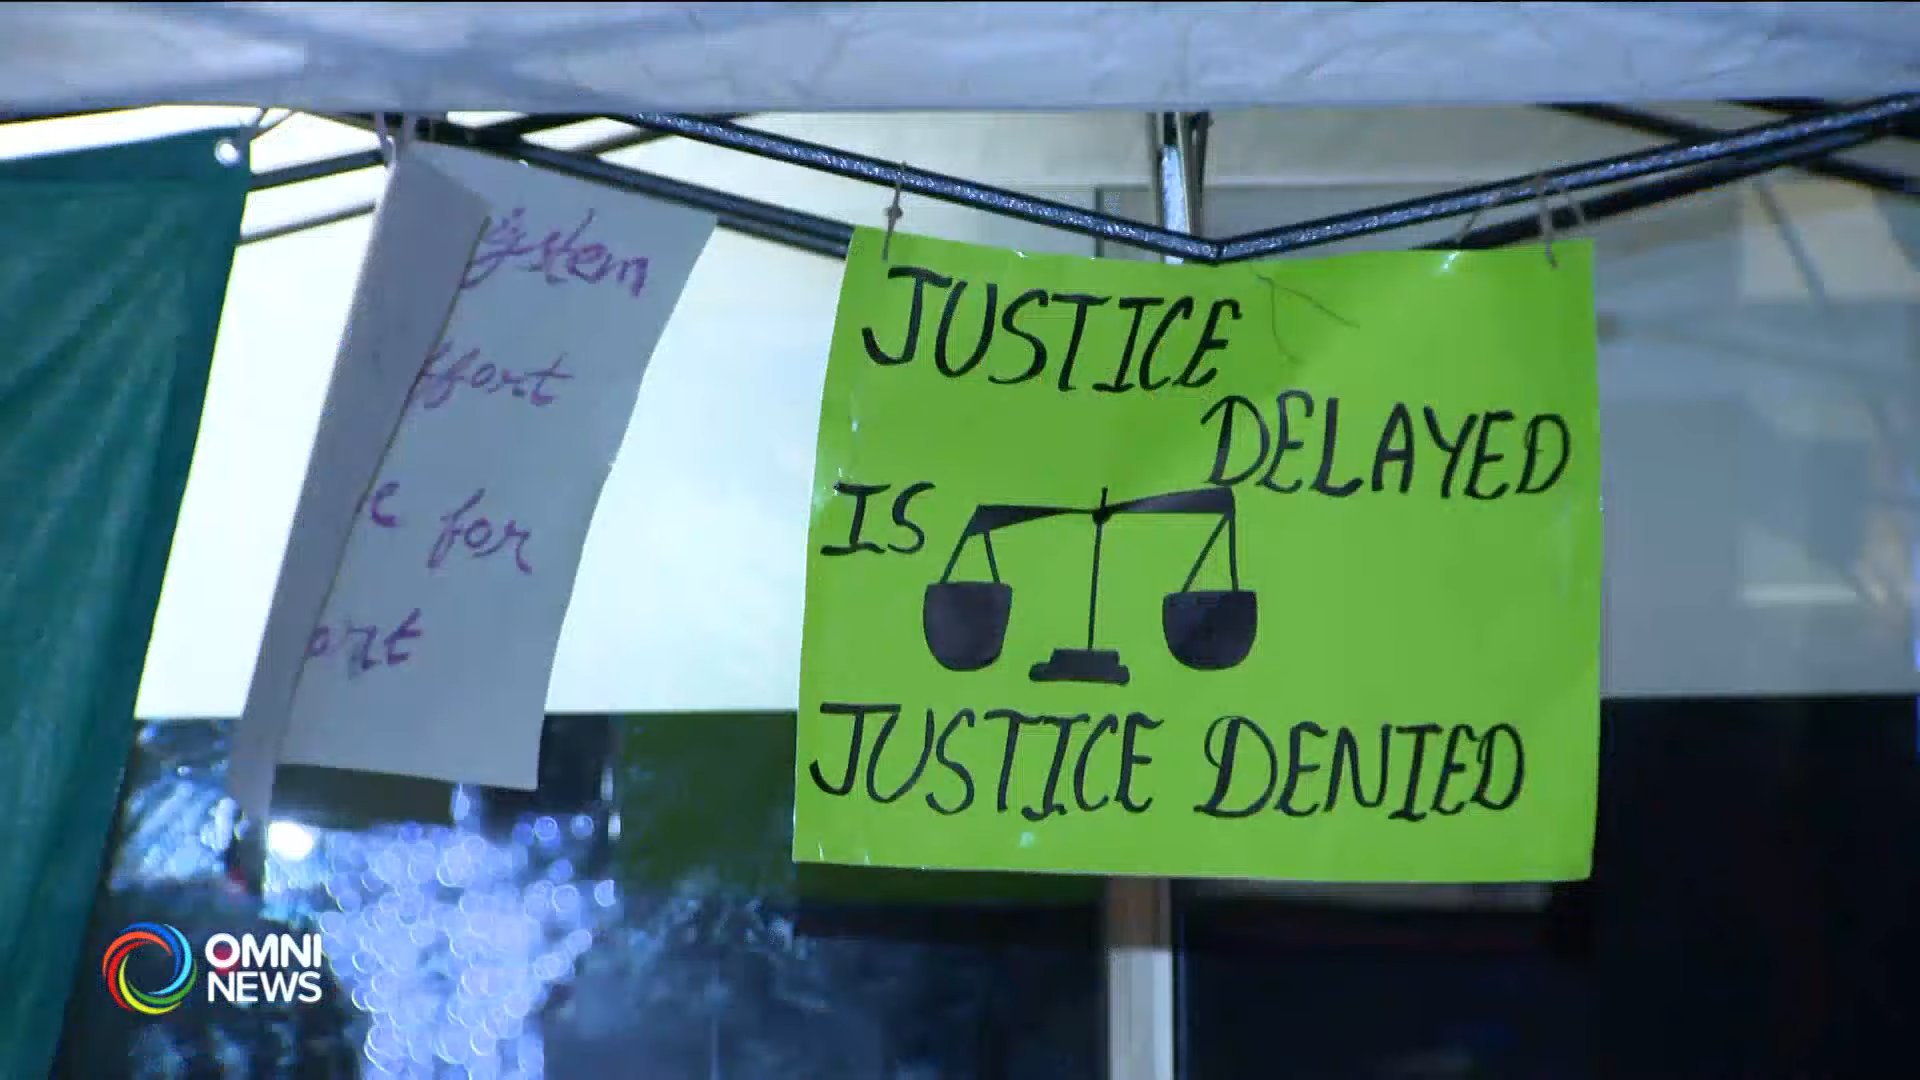 JUSTICE
DELAYED
IS
JUSTICE DENIED
for
OMNI
NEWS